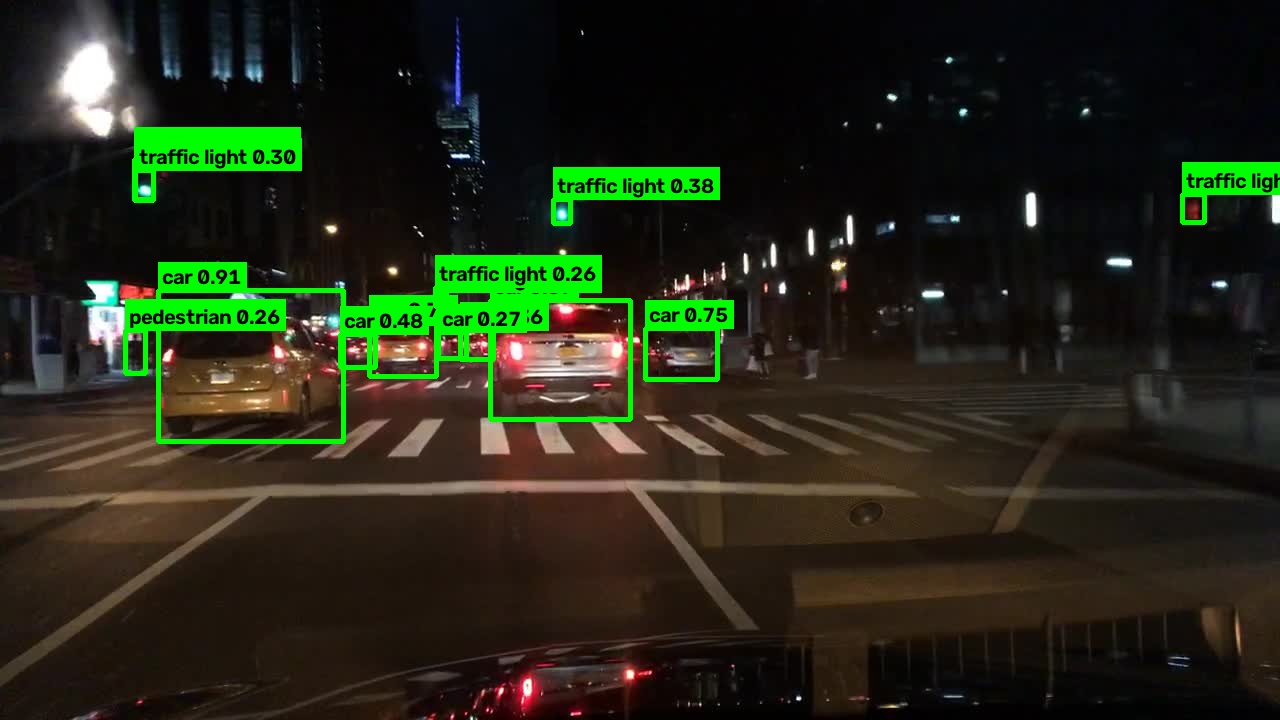 traffic light 0.30
traffic light 0.38
traffic ligh
traffic light 0.26
car 0.91
pedestrian 0.26
car 0.48
car 0.27
car 0.75